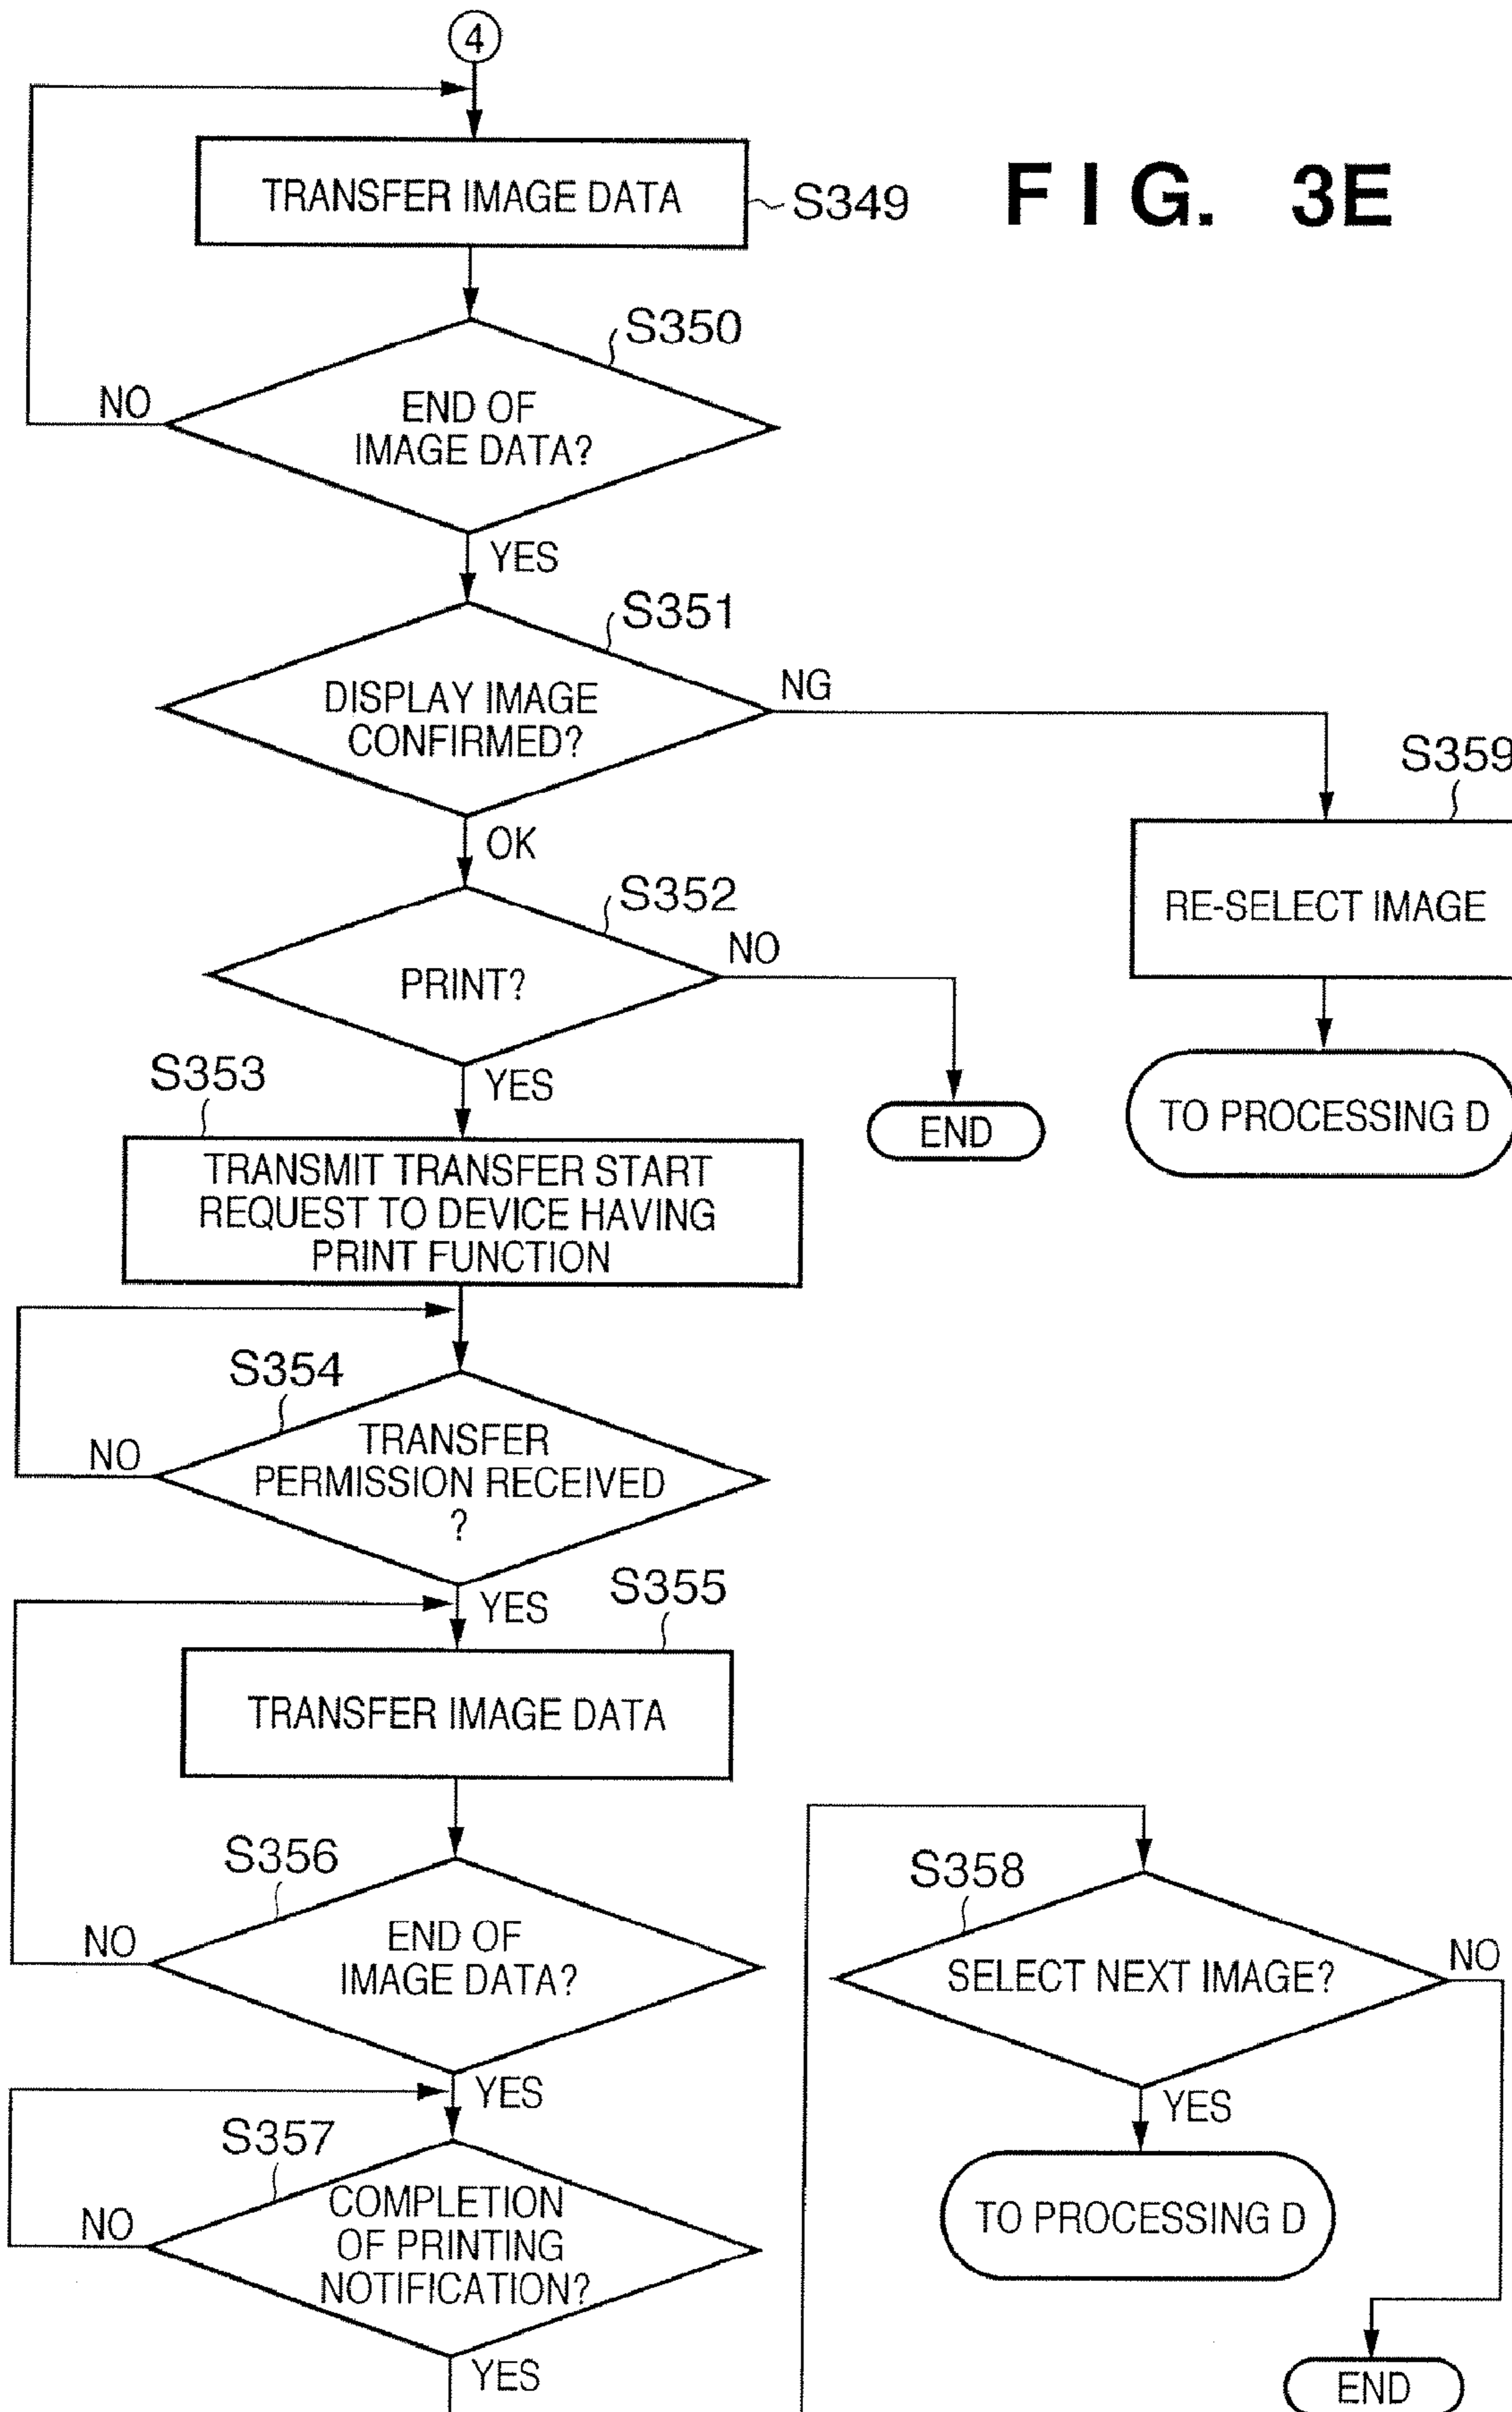 4
TRANSFER IMAGE DATA
S349
FIG. 3E
S350
END OF
IMAGE DATA?
NO
YES
S351
DISPLAY IMAGE
CONFIRMED?
NG
OK
S359
RE-SELECT IMAGE
TO PROCESSING D
S352
PRINT?
NO
YES
END
S353
TRANSMIT TRANSFER START
REQUEST TO DEVICE HAVING
PRINT FUNCTION
S354
TRANSFER
PERMISSION RECEIVED
?
NO
YES
S355
TRANSFER IMAGE DATA
S356
END OF
IMAGE DATA?
NO
YES
S357
COMPLETION
OF PRINTING
NOTIFICATION?
NO
YES
S358
SELECT NEXT IMAGE?
NO
YES
TO PROCESSING D
END